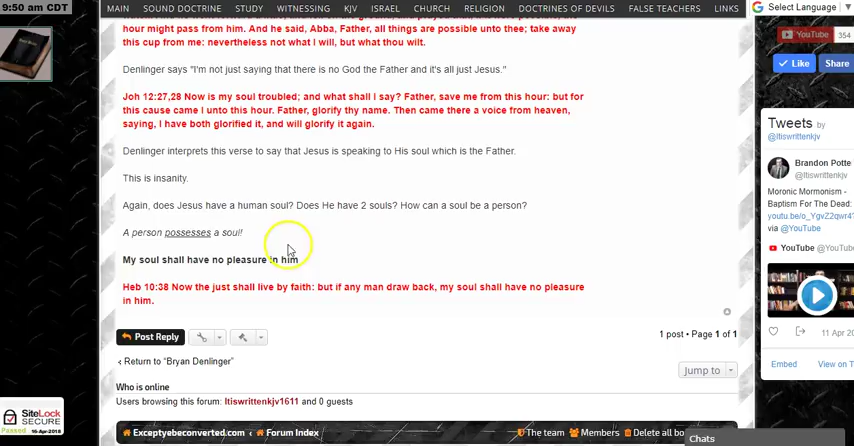 9:50 am CDT
MAIN SOUND DOCTRINE STUDY WITNESSING KJV ISRAEL CHURCH RELIGION DOCTRINES OF DEVILS FALSE TEACHERS LINKS
Select Language
hour might pass from him. And he said, Abba, Father, all things are possible unto thee; take away
this cup from me: nevertheless not what I will, but what thou wilt.
Denlinger says "I'm not just saying that there is no God the Father and it's all just Jesus."
Joh 12:27,28 Now is my soul troubled; and what shall I say? Father, save me from this hour: but for
this cause came I unto this hour. Father, glorify thy name. Then came there a voice from heaven,
saying, I have both glorified it, and will glorify it again.
Denlinger interprets this verse to say that Jesus is speaking to His soul which is the Father.
This is insanity.
Again, does Jesus have a human soul? Does He have 2 souls? How can a soul be a person?
A person possesses a soul!
My soul shall have no pleasure in him
Heb 10:38 Now the just shall live by faith: but if any man draw back, my soul shall have no pleasure
in him.
Post Reply
1 post • Page 1 of 1
Return to "Bryan Denlinger"
Jump to
Who is online
Users browsing this forum: Itiswrittenkjv1611 and 0 guests
Exceptyebeconverted.com Forum Index
The team Members Delete all bo
Chats
YouTube 354
Like Share
Tweets by
@Itiswrittenkjv
Brandon Potte
@Itiswrittenkjv
Moronic Mormonism -
Baptism For The Dead:
youtu.be/o_YgvZ2qwr4?
via @YouTube
YouTube @YouTube
11 Apr 20
Embed View on T
SiteLock
SECURE
Passed 16-Apr-2018